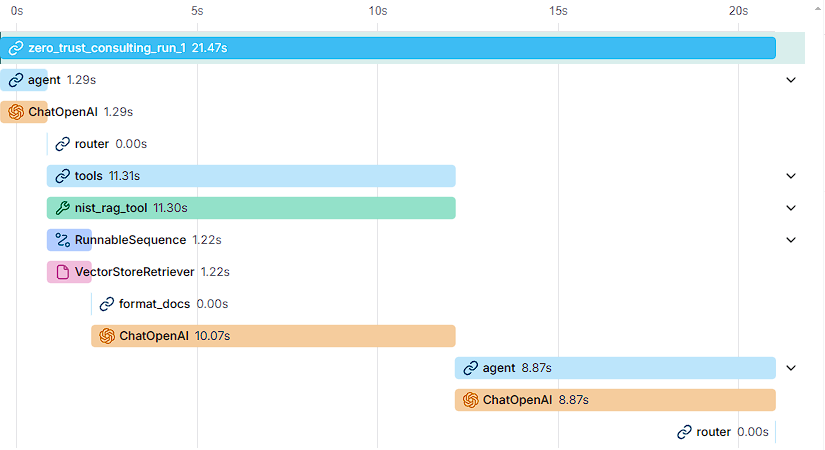 0s 5s 10s 15s 20s
zero_trust_consulting_run_1 21.47s
agent 1.29s
ChatOpenAI 1.29s
router 0.00s
tools 11.31s
nist_rag_tool 11.30s
RunnableSequence 1.22s
VectorStoreRetriever 1.22s
format_docs 0.00s
ChatOpenAI 10.07s
agent 8.87s
ChatOpenAI 8.87s
router 0.00s